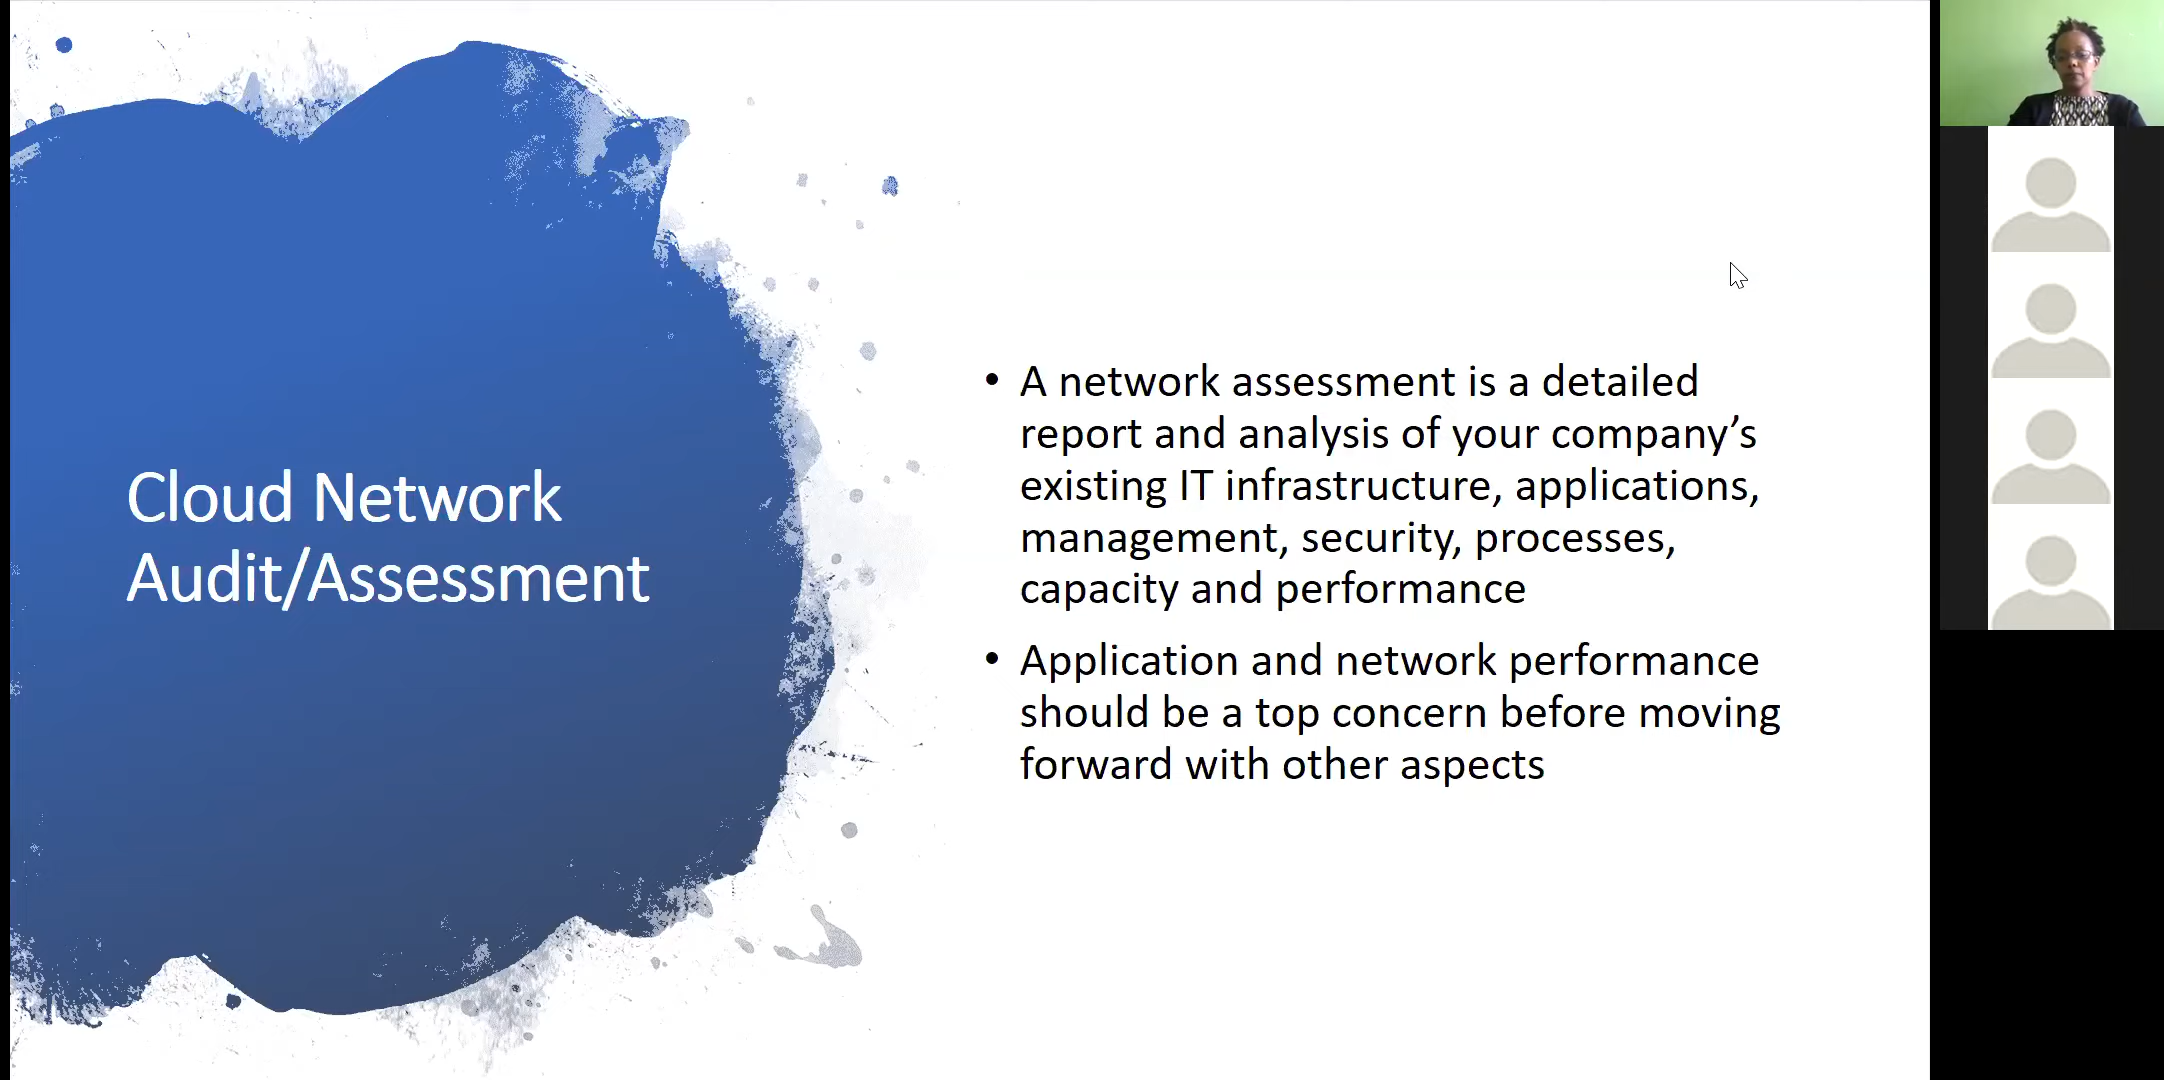 Cloud Network
Audit/Assessment
• A network assessment is a detailed
report and analysis of your company’s
existing IT infrastructure, applications,
management, security, processes,
capacity and performance
• Application and network performance
should be a top concern before moving
forward with other aspects